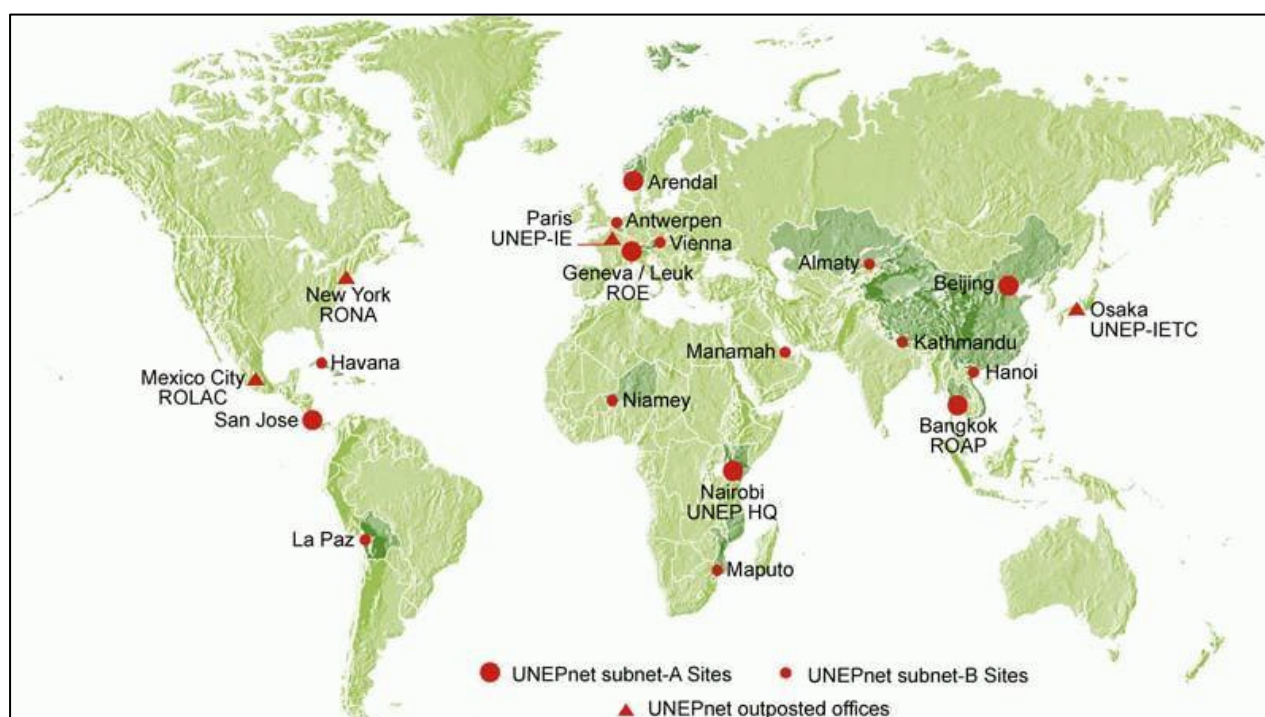 Arendal
Paris
UNEP-IE
Antwerpen
Vienna
Geneva / Leuk
ROE
Almaty
Beijing
Osaka
UNEP-IETC
New York
RONA
Havana
Manamah
Kathmandu
Mexico City
ROLAC
Hanoi
San Jose
Niamey
Bangkok
ROAP
Nairobi
UNEP HQ
La Paz
Maputo
UNEPnet subnet-A Sites
UNEPnet subnet-B Sites
UNEPnet outposted offices